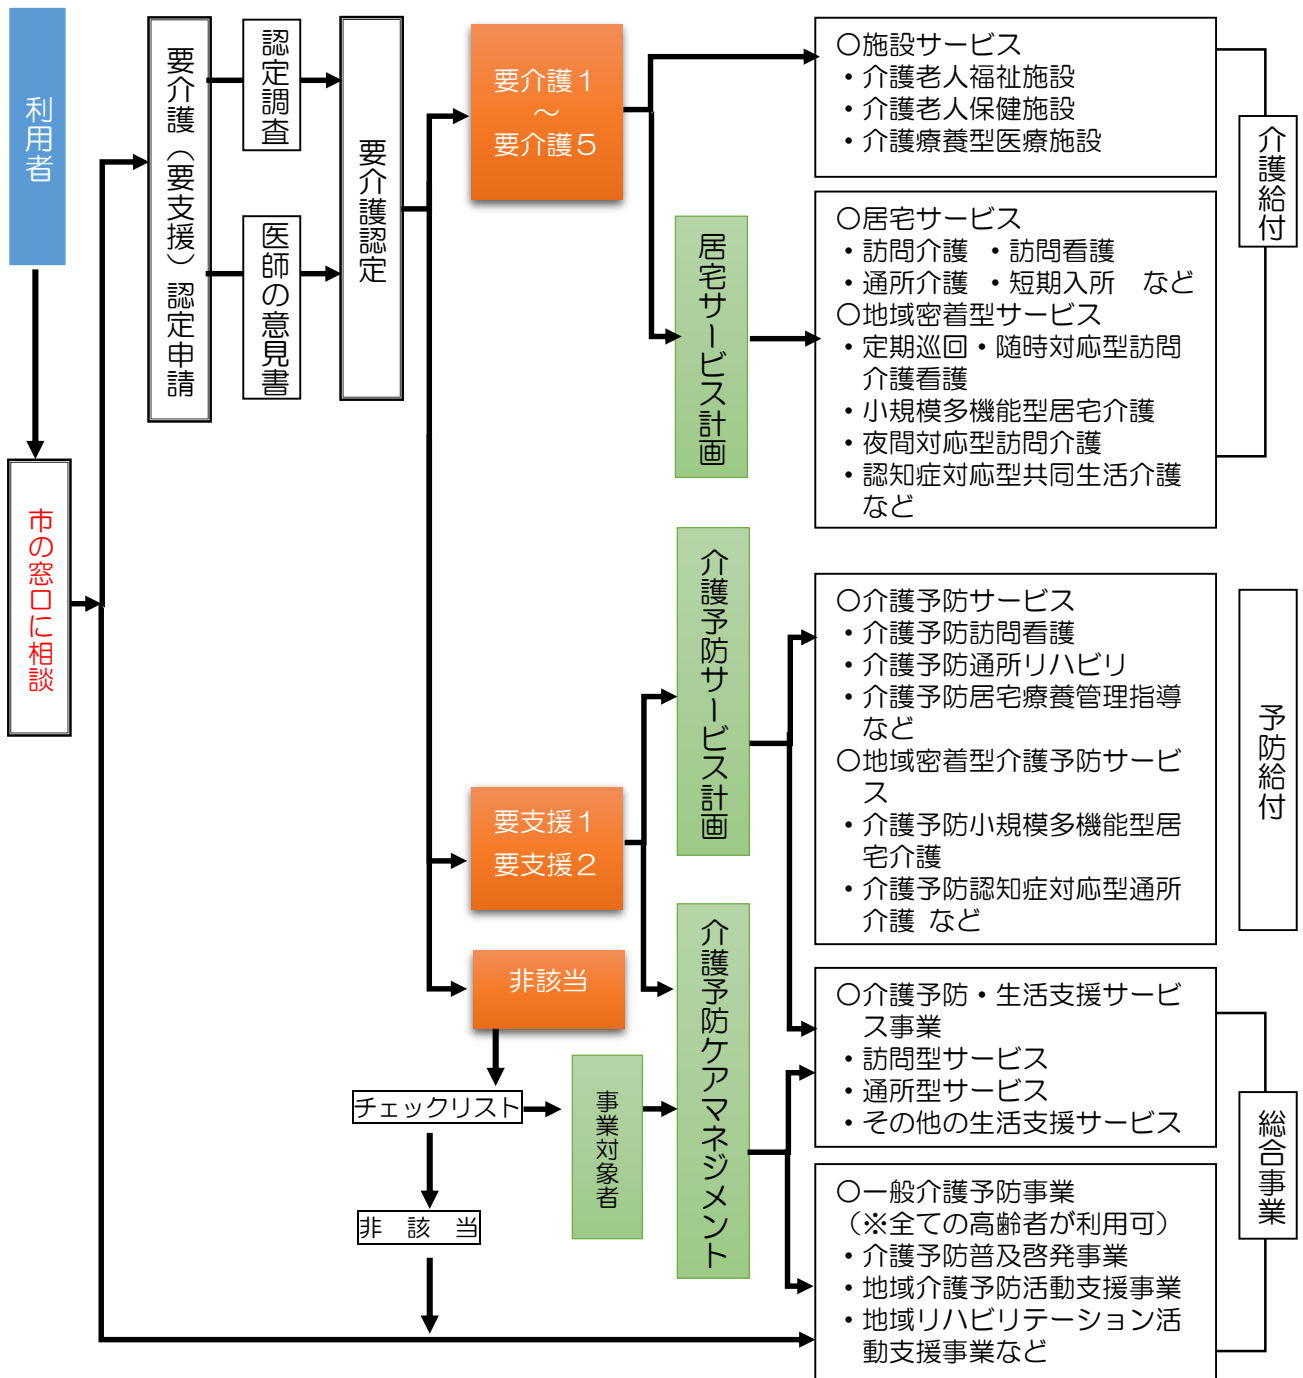 利用者
市の窓口に相談
要介護（要支援）認定申請
認定調査
医師の意見書
要介護認定
要介護１
～
要介護５
要支援１
要支援２
非該当
チェックリスト
非　該　当
事業対象者
居宅サービス計画
介護予防サービス計画
介護予防ケアマネジメント
〇施設サービス
・介護老人福祉施設
・介護老人保健施設
・介護療養型医療施設
〇居宅サービス
・訪問介護 ・訪問看護
・通所介護 ・短期入所　など
〇地域密着型サービス
・定期巡回・随時対応型訪問
介護看護
・小規模多機能型居宅介護
・夜間対応型訪問介護
・認知症対応型共同生活介護
など
介護給付
〇介護予防サービス
・介護予防訪問看護
・介護予防通所リハビリ
・介護予防居宅療養管理指導
など
〇地域密着型介護予防サービ
ス
・介護予防小規模多機能型居
宅介護
・介護予防認知症対応型通所
介護 など
予防給付
〇介護予防・生活支援サービ
ス事業
・訪問型サービス
・通所型サービス
・その他の生活支援サービス
〇一般介護予防事業
（※全ての高齢者が利用可）
・介護予防普及啓発事業
・地域介護予防活動支援事業
・地域リハビリテーション活
動支援事業など
総合事業